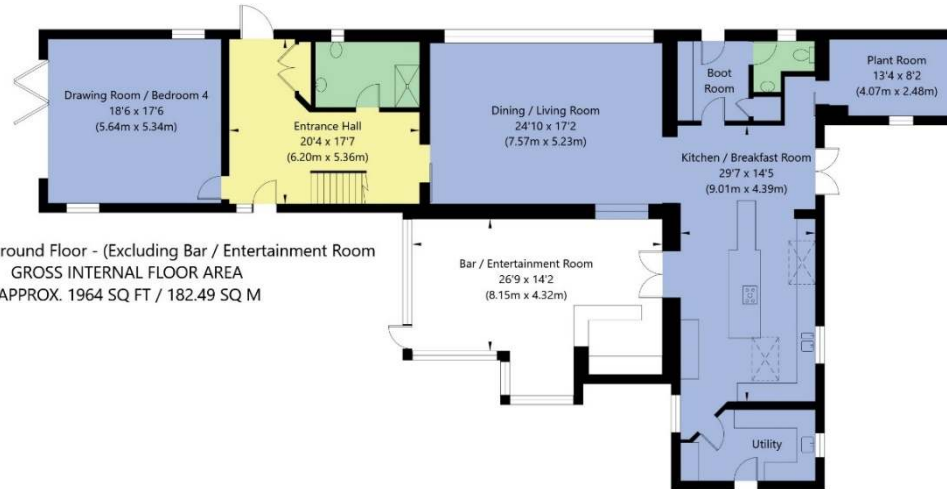 Drawing Room / Bedroom 4
18'6 x 17'6
(5.64m x 5.34m)
Entrance Hall
20'4 x 17'7
(6.20m x 5.36m)
Dining / Living Room
24'10 x 17'2
(7.57m x 5.23m)
Boot
Room
Plant Room
13'4 x 8'2
(4.07m x 2.48m)
Kitchen / Breakfast Room
29'7 x 14'5
(9.01m x 4.39m)
Bar / Entertainment Room
26'9 x 14'2
(8.15m x 4.32m)
round Floor - (Excluding Bar / Entertainment Room
GROSS INTERNAL FLOOR AREA
APPROX. 1964 SQ FT / 182.49 SQ M
Utility